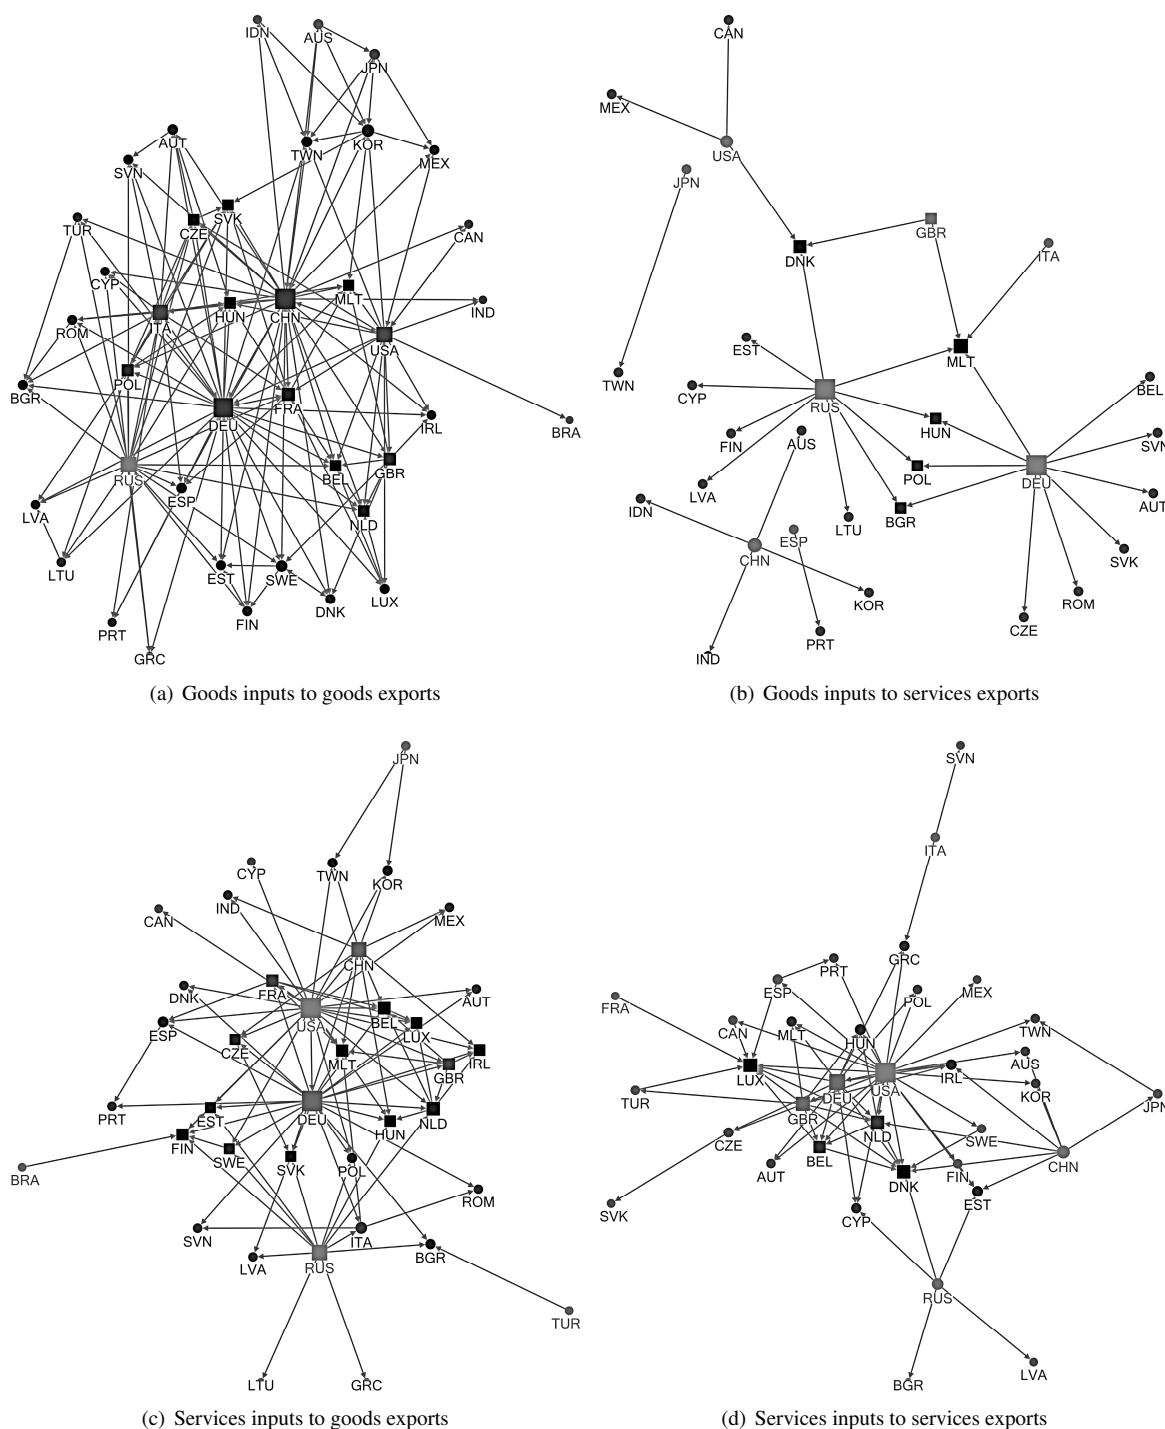 IDN
AUS
JPN
AUT
TWN
KOR
MEX
SVN
SVK
TUR
CZE
CAN
CYP
MLT
IND
ROM
ITA
HUN
CHN
USA
POL
BGR
DEU
FRA
IRL
BRA
RUS
BEL
GBR
ESP
LVA
NLD
LTU
EST
SWE
LUX
DNK
FIN
PRT
GRC
(a) Goods inputs to goods exports
CAN
MEX
USA
JPN
GBR
ITA
DNK
EST
MLT
TWN
CYP
RUS
BEL
FIN
AUS
HUN
SVN
LVA
POL
DEU
AUT
IDN
BGR
LTU
ESP
SVK
CHN
KOR
ROM
CZE
IND
PRT
(b) Goods inputs to services exports
JPN
CYP
TWN
KOR
IND
CAN
MEX
CHN
DNK
FRA
AUT
ESP
USA
BEL
LUX
CZE
MLT
IRL
GBR
PRT
EST
DEU
NLD
HUN
FIN
SWE
SVK
POL
BRA
ROM
SVN
ITA
LVA
RUS
BGR
TUR
LTU
GRC
(c) Services inputs to goods exports
SVN
ITA
GRC
PRT
ESP
POL
MEX
FRA
CAN
MLT
HUN
TWN
LUX
USA
IRL
AUS
TUR
DEU
KOR
GBR
JPN
CZE
NLD
SWE
BEL
AUT
FIN
CHN
DNK
SVK
EST
CYP
RUS
BGR
LVA
(d) Services inputs to services exports